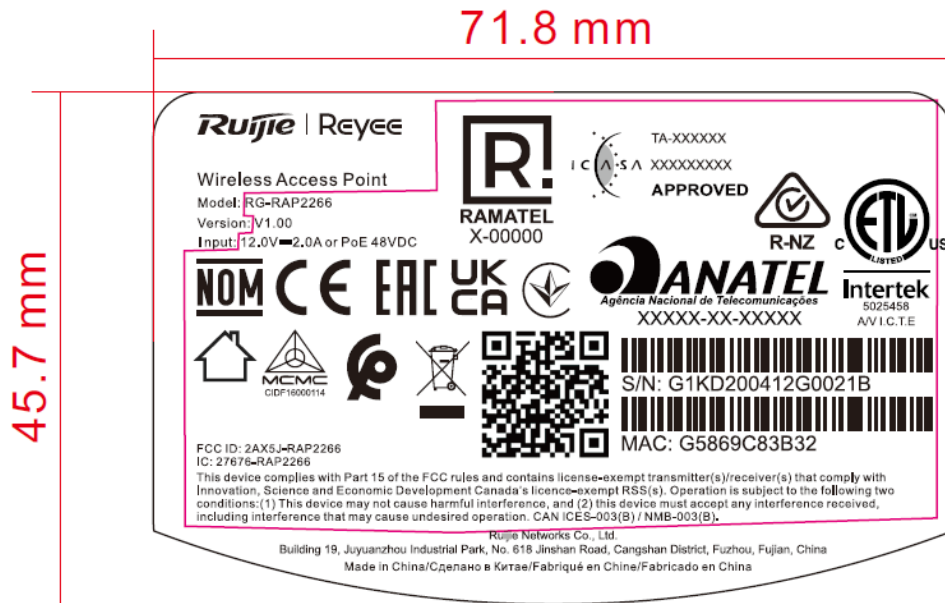 71.8 mm
45.7 mm
Ruijie | Reyee
Wireless Access Point
Model: RG-RAP2266
Version: V1.00
Input: 12.0V⎓2.0A or PoE 48VDC
R!
RAMATEL
X-00000
ICASA
TA-XXXXXX
XXXXXXXXX
APPROVED
R-NZ
C ETL US
LISTED
Intertek
5025458
A/V I.C.T.E
NOM CE EAC UK
CA
ANATEL
Agência Nacional de Telecomunicações
XXXXX-XX-XXXXX
MCMC
CIDF16000114
S/N: G1KD200412G0021B
MAC: G5869C83B32
FCC ID: 2AX5J-RAP2266
IC: 27676-RAP2266
This device complies with Part 15 of the FCC rules and contains license-exempt transmitter(s)/receiver(s) that comply with
Innovation, Science and Economic Development Canada's licence-exempt RSS(s). Operation is subject to the following two
conditions:(1) This device may not cause harmful interference, and (2) this device must accept any interference received,
including interference that may cause undesired operation. CAN ICES-003(B) / NMB-003(B).
Ruijie Networks Co., Ltd.
Building 19, Juyuanzhou Industrial Park, No. 618 Jinshan Road, Cangshan District, Fuzhou, Fujian, China
Made in China/Сделано в Китае/Fabriqué en Chine/Fabricado en China